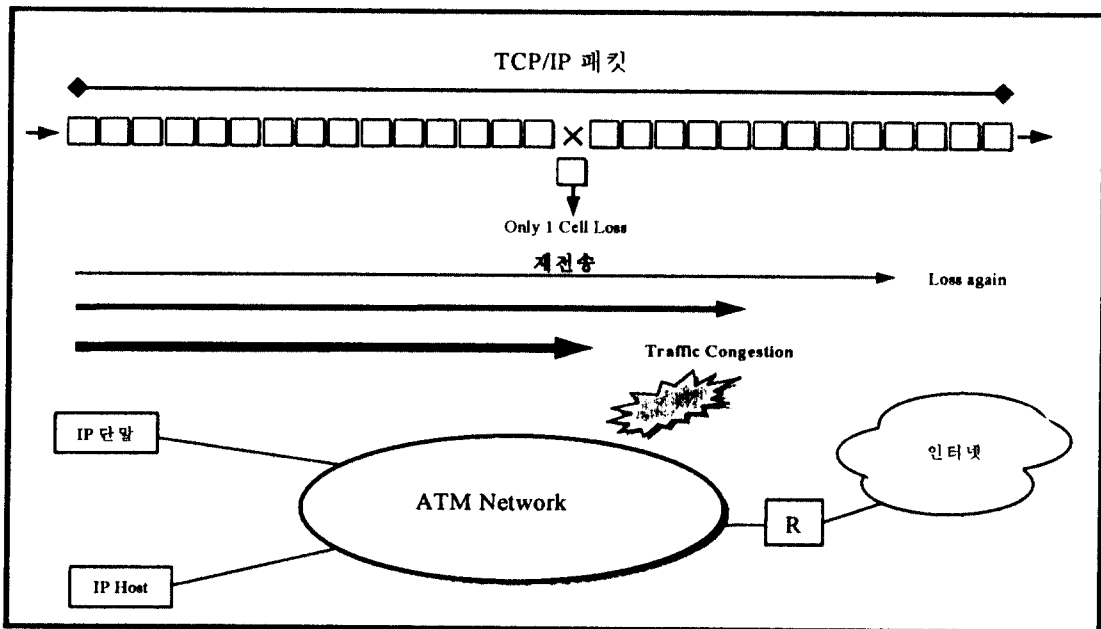 TCP/IP 패킷
Only 1 Cell Loss
재전송
Loss again
Traffic Congestion
IP 단말
인터넷
ATM Network
R
IP Host